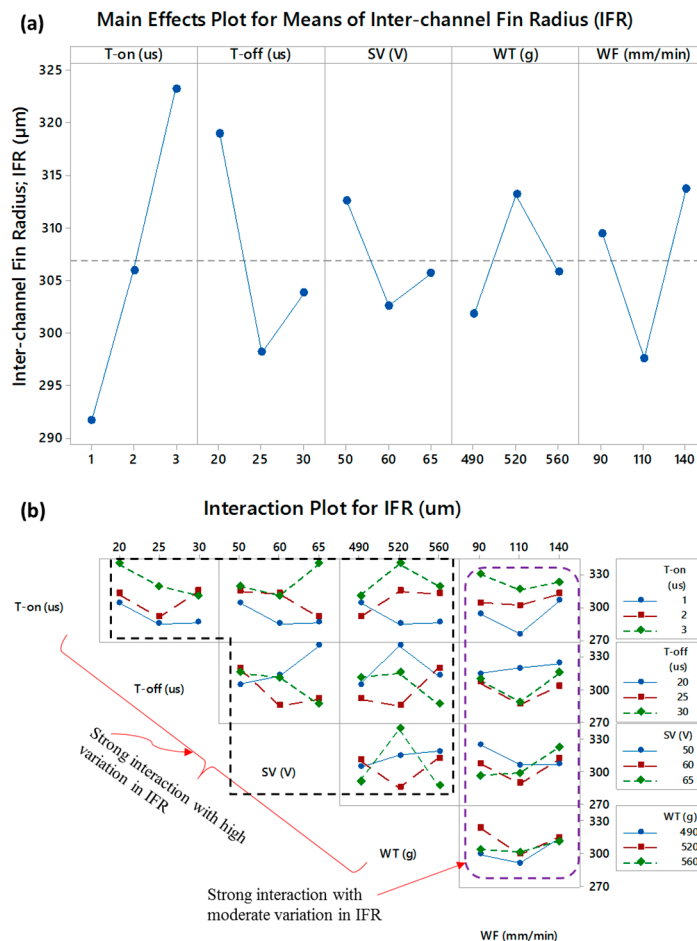 (a)
Main Effects Plot for Means of Inter-channel Fin Radius (IFR)
T-on (us) T-off (us) SV (V) WT (g) WF (mm/min)
Inter-channel Fin Radius; IFR (µm)
325
320
315
310
305
300
295
290
1 2 3 20 25 30 50 60 65 490 520 560 90 110 140
(b)
Interaction Plot for IFR (um)
20 25 30 50 60 65 490 520 560 90 110 140
T-on (us)
330
300
270
T-on
(us)
1
2
3
T-off (us)
330
300
270
T-off
(us)
20
25
30
SV (V)
330
300
270
SV (V)
50
60
65
WT (g)
330
300
270
WT (g)
490
520
560
Strong interaction with high
variation in IFR
Strong interaction with
moderate variation in IFR
WF (mm/min)